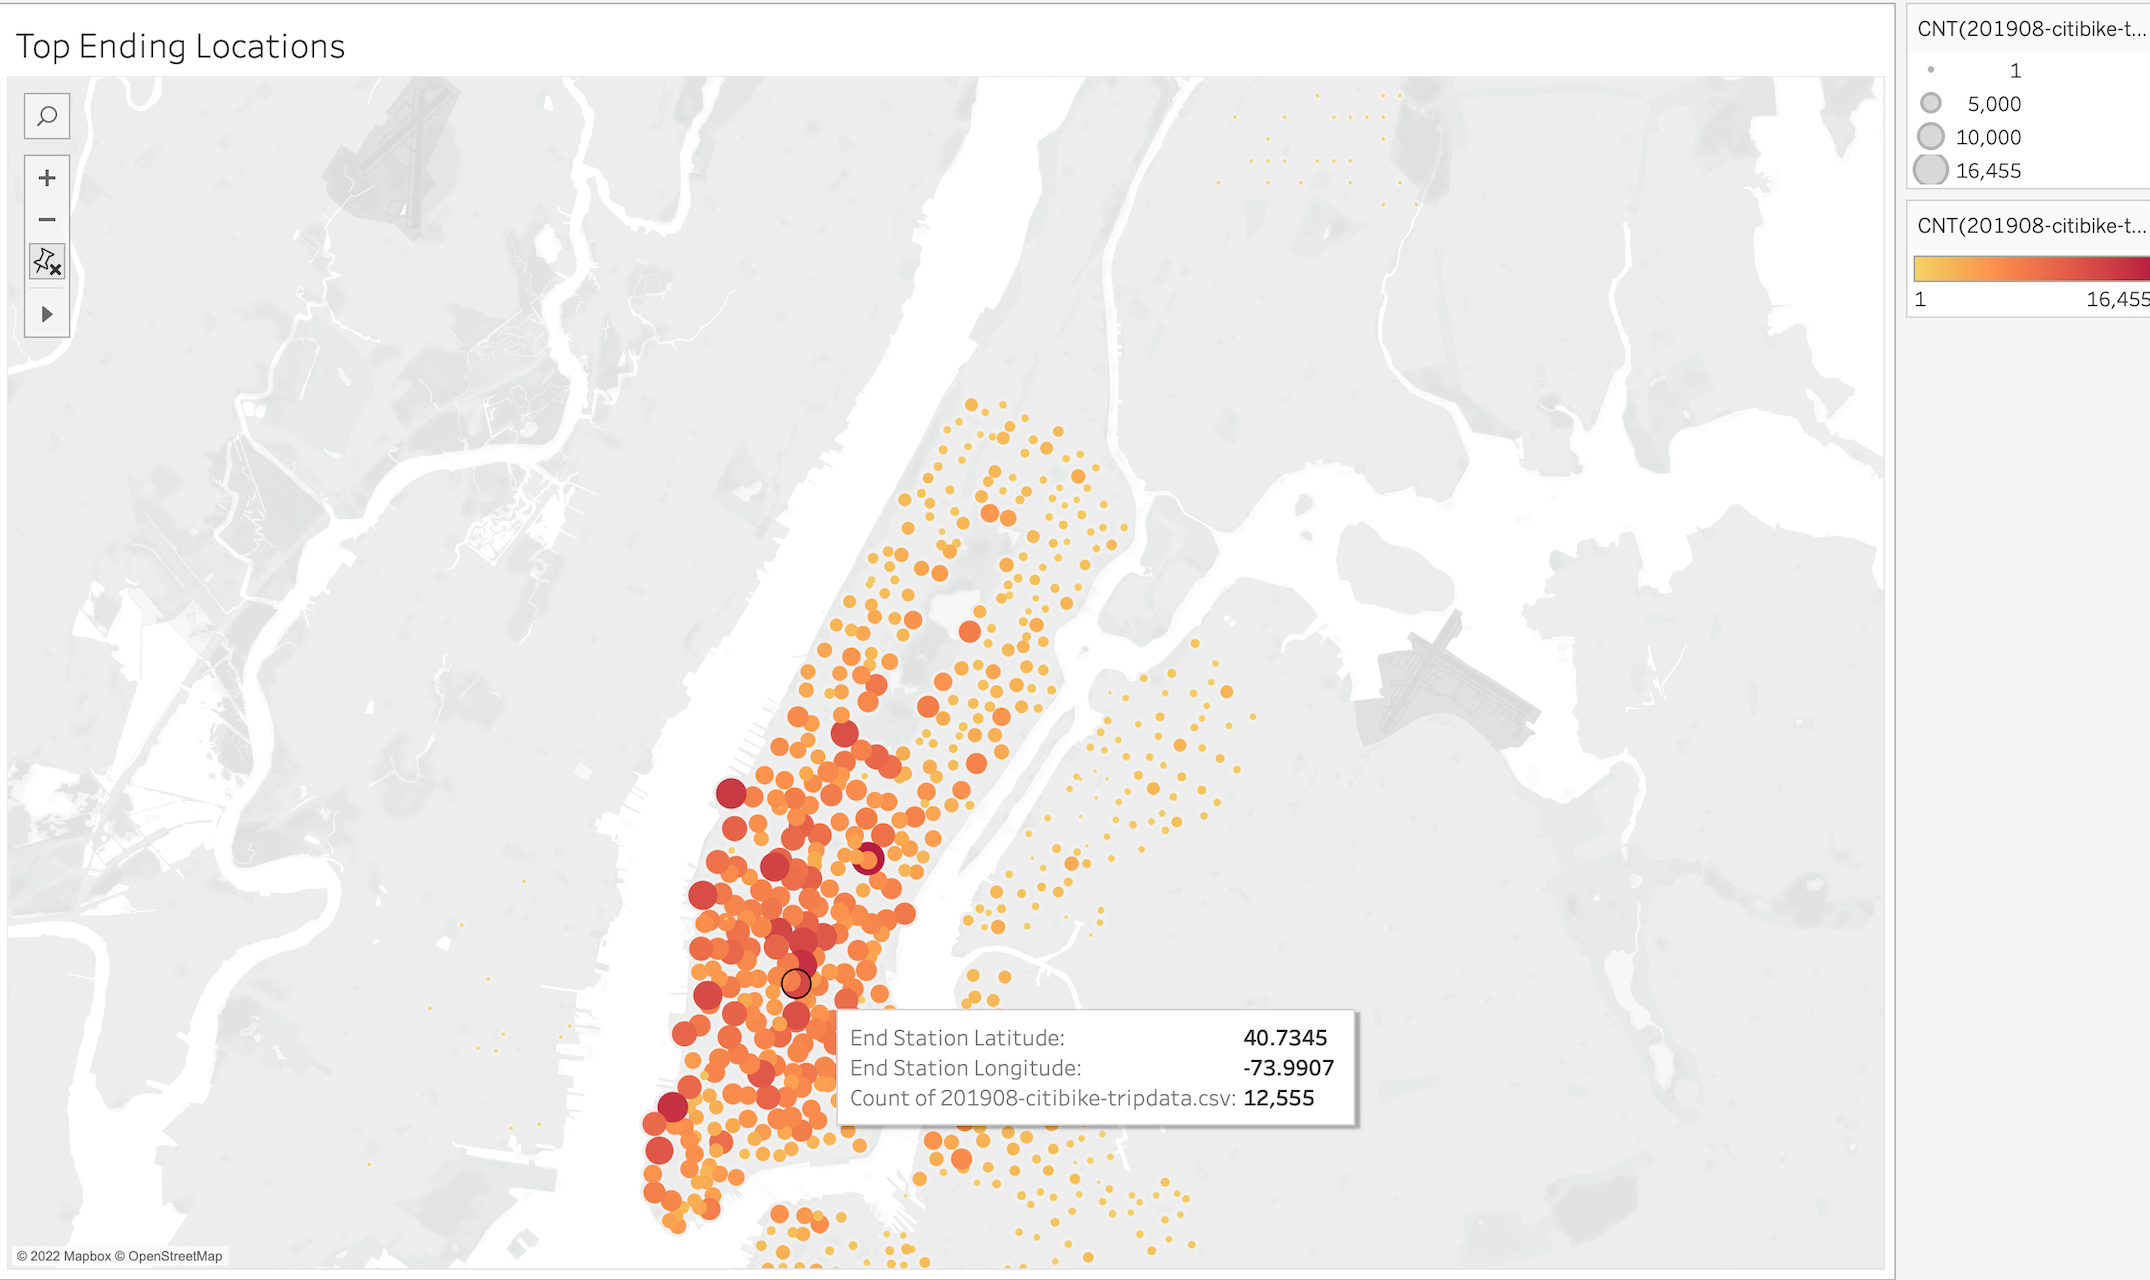 Top Ending Locations
CNT(201908-citibike-t...
1
5,000
10,000
16,455
CNT(201908-citibike-t...
1 16,455
End Station Latitude: 40.7345
End Station Longitude: -73.9907
Count of 201908-citibike-tripdata.csv: 12,555
© 2022 Mapbox © OpenStreetMap